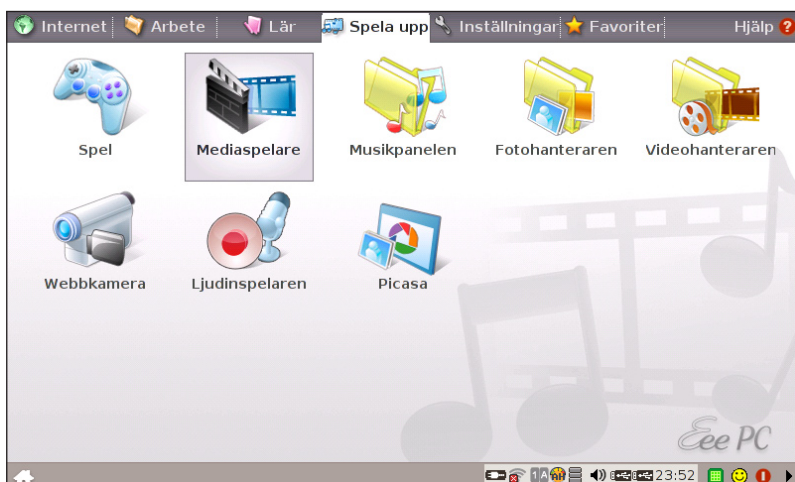 Internet Arbete Lär Spela upp Inställningar Favoriter Hjälp
Spel Mediaspelare Musikpanelen Fotohanteraren Videohanteraren
Webbkamera Ljudinspelaren Picasa
Eee PC
1 A 23:52